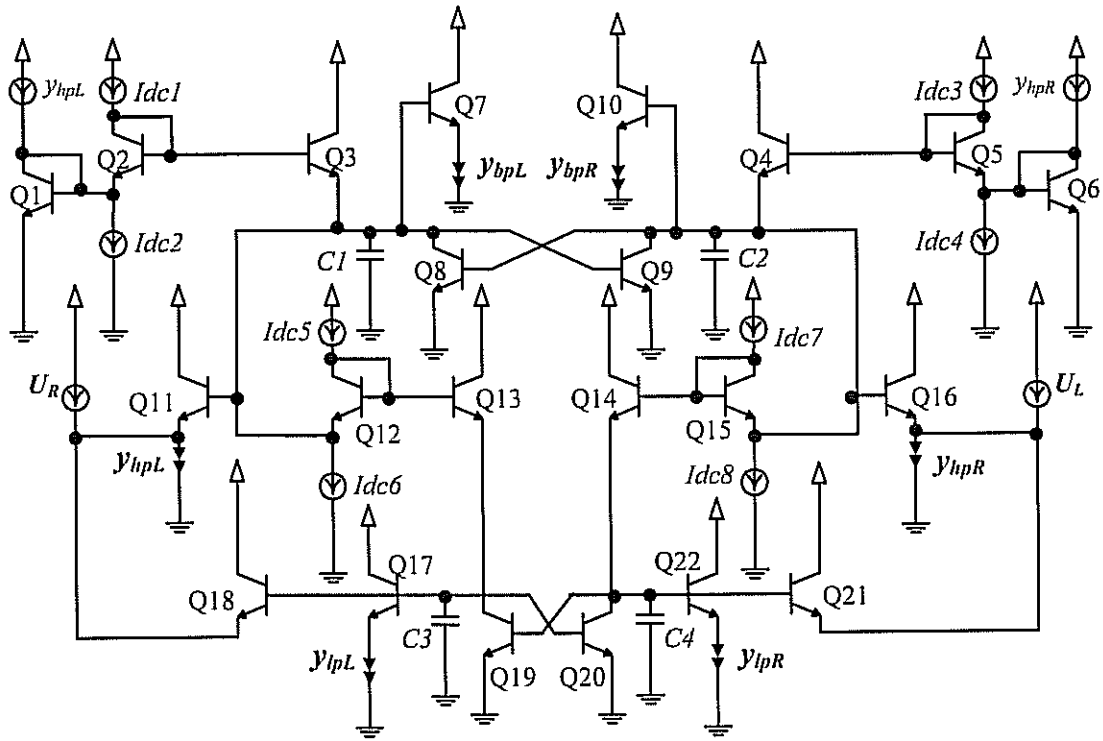 Q7
Q10
yhpL
Idc1
Idc3
yhpR
Q2
Q3
ybpL
ybpR
Q4
Q5
Q1
Q6
Idc2
C1
Q8
Q9
C2
Idc4
Idc5
Idc7
UR
Q11
Q12
Q13
Q14
Q15
Q16
UL
yhpL
Idc6
Idc8
yhpR
Q17
Q22
Q18
C3
C4
Q21
ylpL
Q19
Q20
ylpR